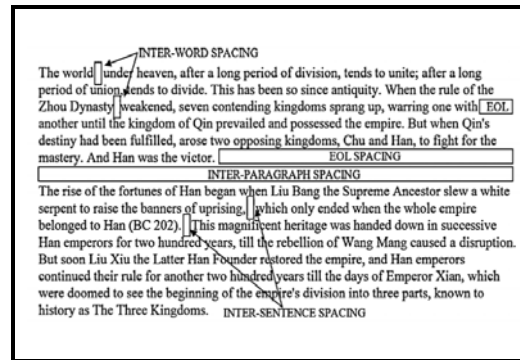 INTER-WORD SPACING
The world under heaven, after a long period of division, tends to unite; after a long
period of union, tends to divide. This has been so since antiquity. When the rule of the
Zhou Dynasty weakened, seven contending kingdoms sprang up, warring one with EOL
another until the kingdom of Qin prevailed and possessed the empire. But when Qin's
destiny had been fulfilled, arose two opposing kingdoms, Chu and Han, to fight for the
mastery. And Han was the victor. EOL SPACING
INTER-PARAGRAPH SPACING
The rise of the fortunes of Han began when Liu Bang the Supreme Ancestor slew a white
serpent to raise the banners of uprising, which only ended when the whole empire
belonged to Han (BC 202). This magnificent heritage was handed down in successive
Han emperors for two hundred years, till the rebellion of Wang Mang caused a disruption.
But soon Liu Xiu the Latter Han Founder restored the empire, and Han emperors
continued their rule for another two hundred years till the days of Emperor Xian, which
were doomed to see the beginning of the empire's division into three parts, known to
history as The Three Kingdoms. INTER-SENTENCE SPACING